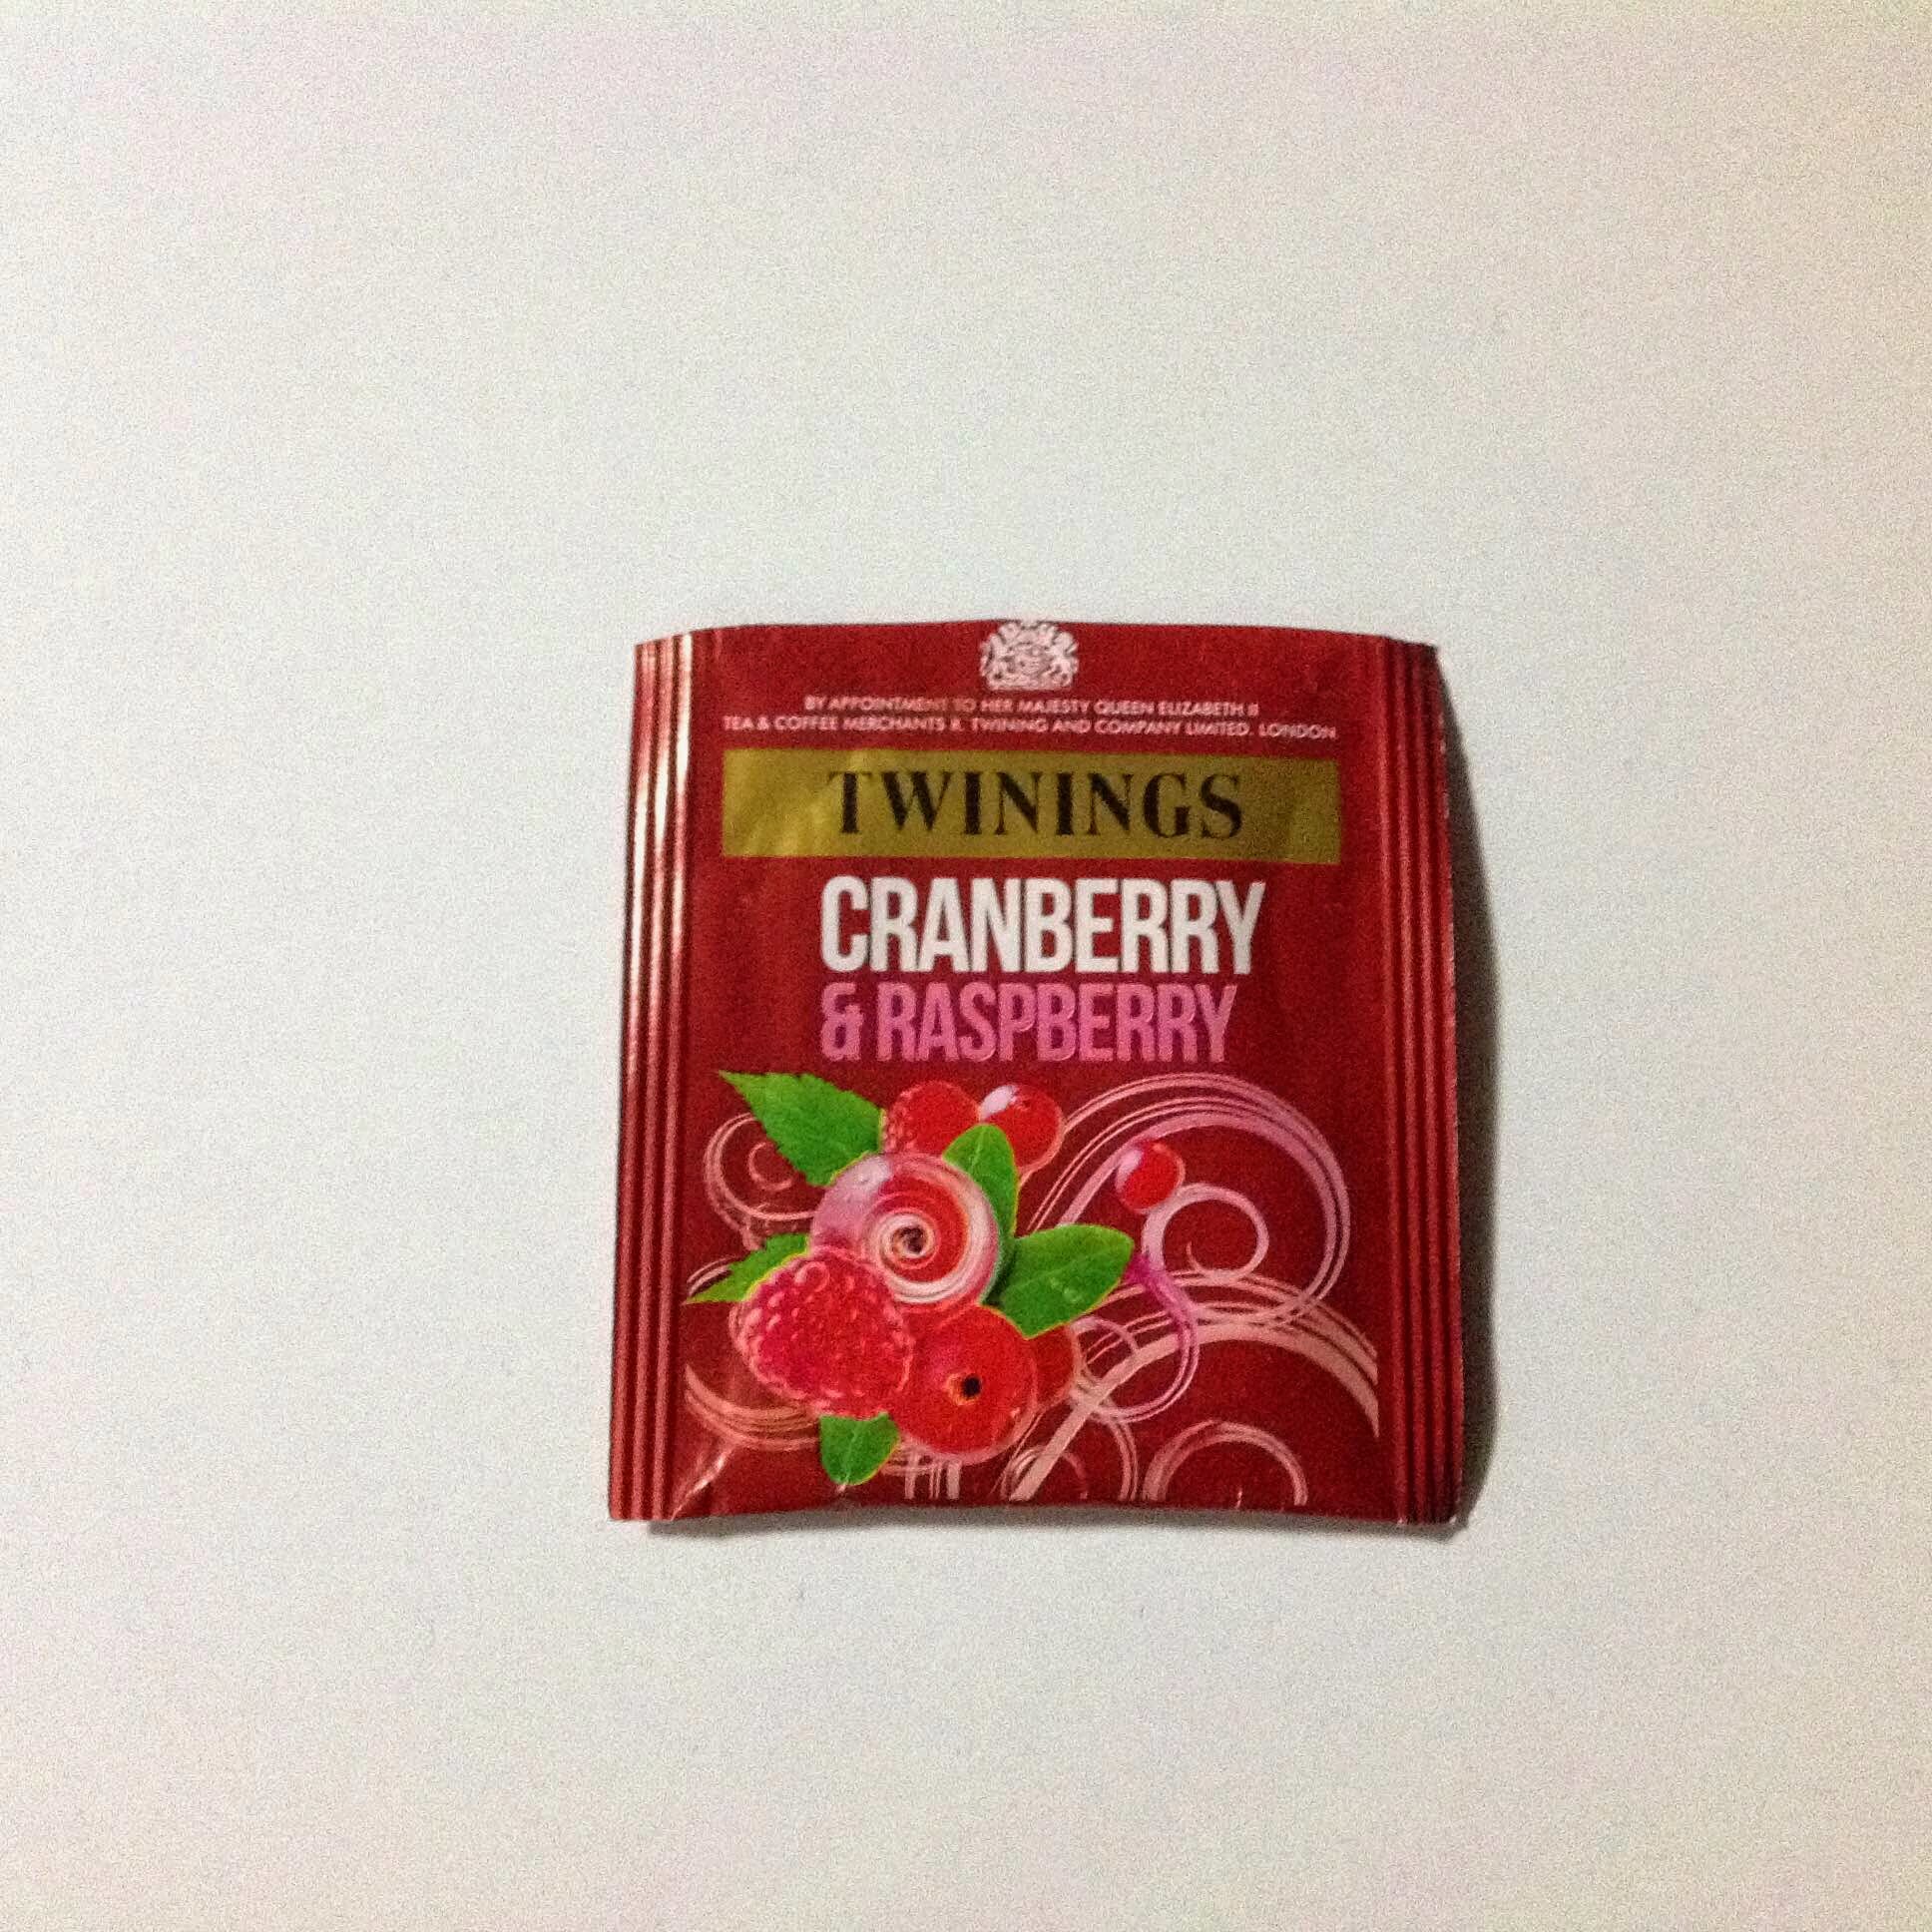 BY APPOINTMENT TO HER MAJESTY QUEEN ELIZABETH II
TEA & COFFEE MERCHANTS R. TWINING AND COMPANY LIMITED. LONDON
TWININGS
CRANBERRY
& RASPBERRY